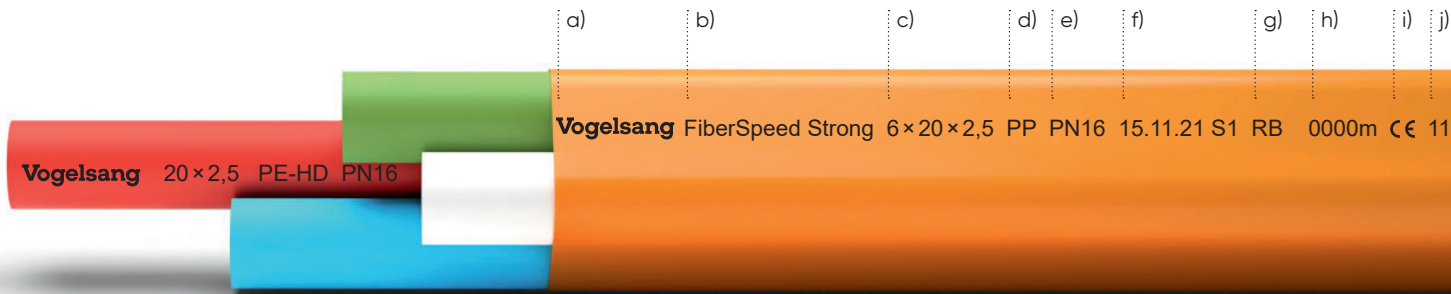 a) b) c) d) e) f) g) h) i) j)
Vogelsang FiberSpeed Strong 6×20×2,5 PP PN16 15.11.21 S1 RB 0000m CE 11
Vogelsang 20×2,5 PE-HD PN16